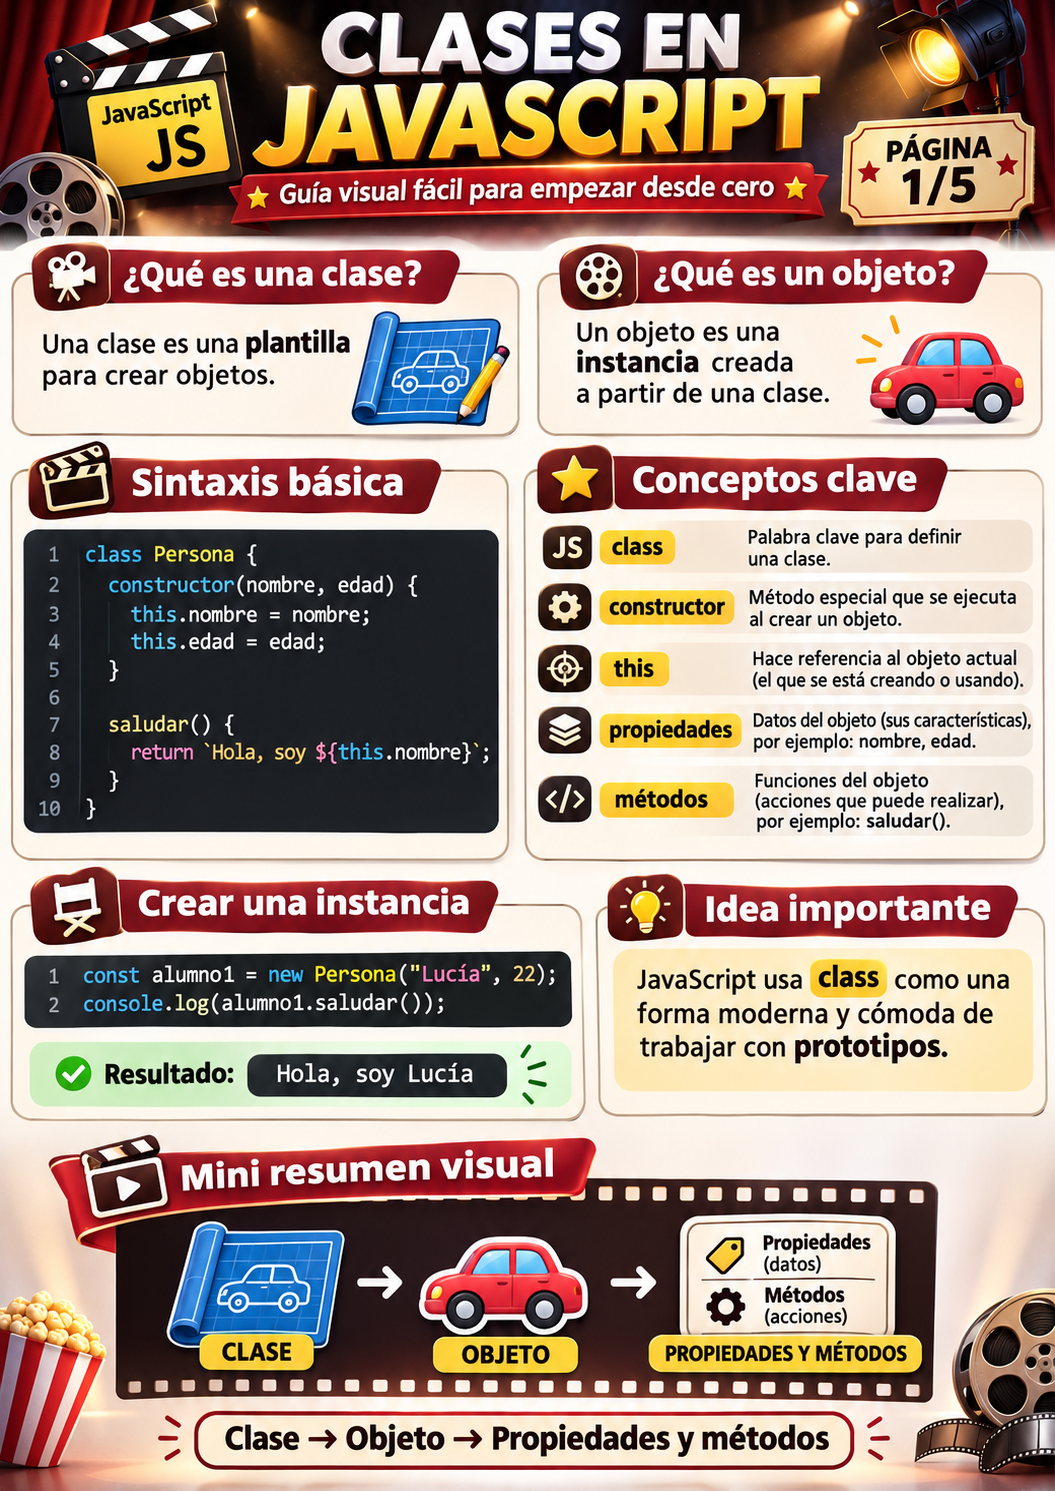 CLASES EN
JAVASCRIPT
JavaScript
JS
Guía visual fácil para empezar desde cero
PÁGINA
1/5
¿Qué es una clase?
Una clase es una plantilla
para crear objetos.
¿Qué es un objeto?
Un objeto es una
instancia creada
a partir de una clase.
Sintaxis básica
1 class Persona {
2 constructor(nombre, edad) {
3 this.nombre = nombre;
4 this.edad = edad;
5 }
6
7 saludar() {
8 return `Hola, soy ${this.nombre}`;
9 }
10 }
Conceptos clave
JS class Palabra clave para definir
una clase.
constructor Método especial que se ejecuta
al crear un objeto.
this Hace referencia al objeto actual
(el que se está creando o usando).
propiedades Datos del objeto (sus características),
por ejemplo: nombre, edad.
</> métodos Funciones del objeto
(acciones que puede realizar),
por ejemplo: saludar().
Crear una instancia
1 const alumno1 = new Persona("Lucía", 22);
2 console.log(alumno1.saludar());
Resultado: Hola, soy Lucía
Idea importante
JavaScript usa class como una
forma moderna y cómoda de
trabajar con prototipos.
Mini resumen visual
CLASE
OBJETO
Propiedades
(datos)
Métodos
(acciones)
PROPIEDADES Y MÉTODOS
Clase → Objeto → Propiedades y métodos